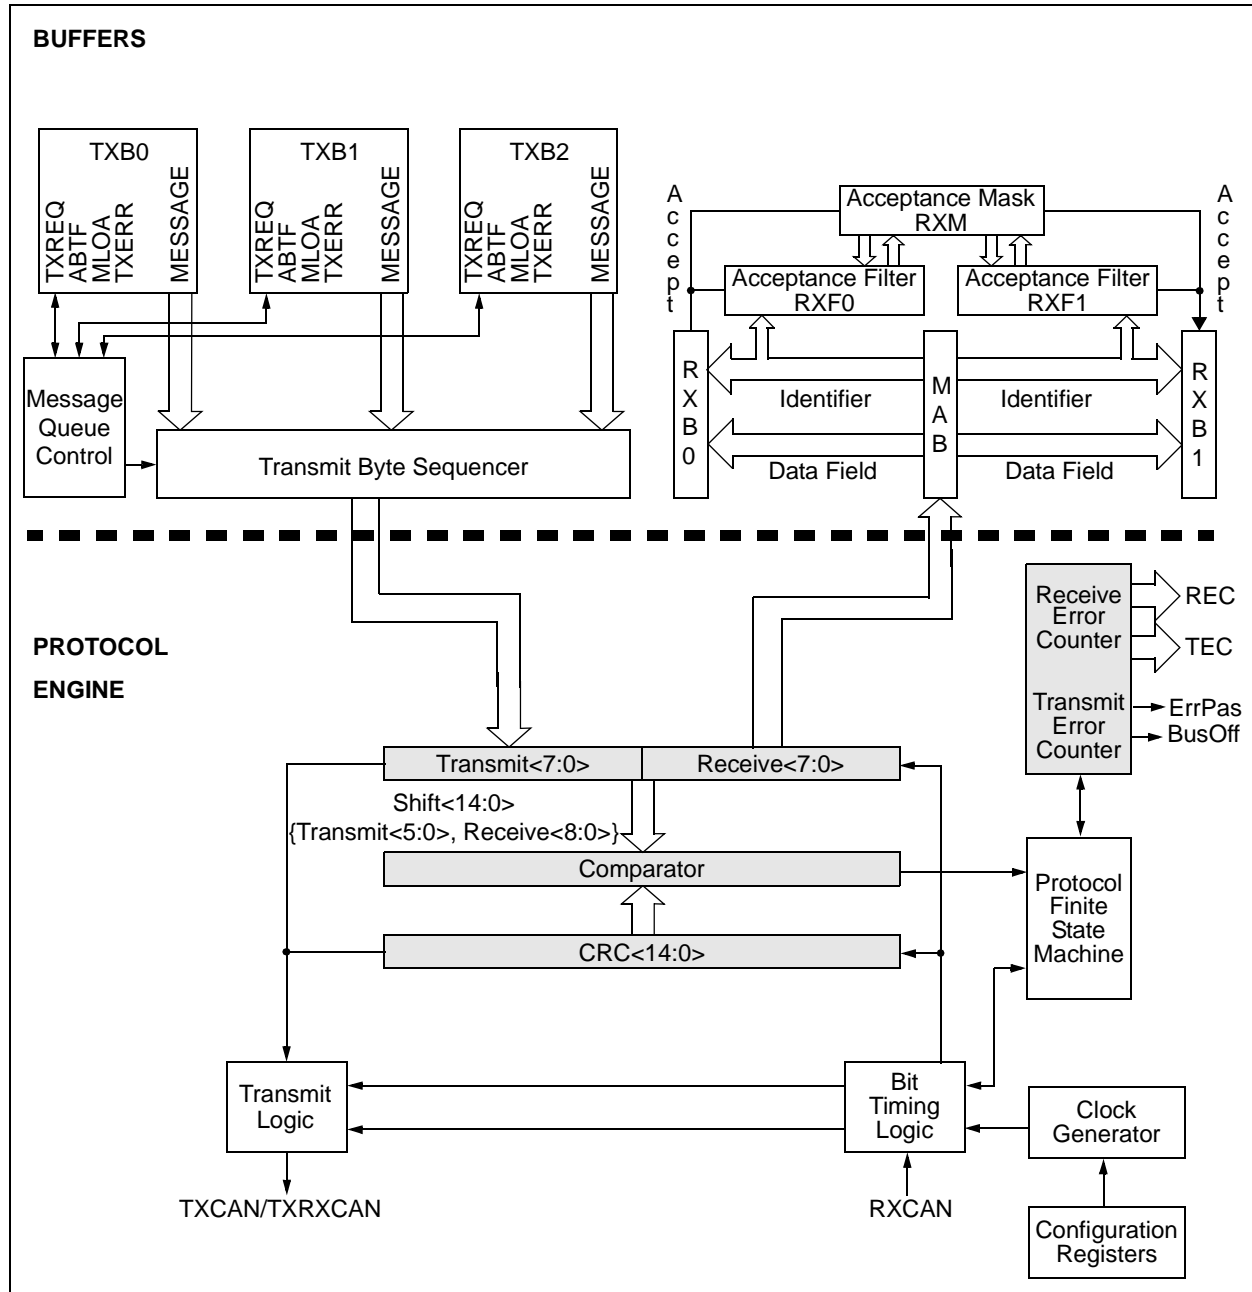 BUFFERS
TXB0
TXREQ
ABTF
MLOA
TXERR
MESSAGE
TXB1
TXREQ
ABTF
MLOA
TXERR
MESSAGE
TXB2
TXREQ
ABTF
MLOA
TXERR
MESSAGE
Message
Queue
Control
Transmit Byte Sequencer
Accept
Acceptance Mask
RXM
Accept
Acceptance Filter
RXF0
Acceptance Filter
RXF1
RXB0
MAB
RXB1
Identifier
Identifier
Data Field
Data Field
PROTOCOL
ENGINE
Receive
Error
Counter
Transmit
Error
Counter
REC
TEC
ErrPas
BusOff
Transmit<7:0>
Receive<7:0>
Shift<14:0>
{Transmit<5:0>, Receive<8:0>}
Comparator
CRC<14:0>
Protocol
Finite
State
Machine
Transmit
Logic
Bit
Timing
Logic
Clock
Generator
TXCAN/TXRXCAN
RXCAN
Configuration
Registers